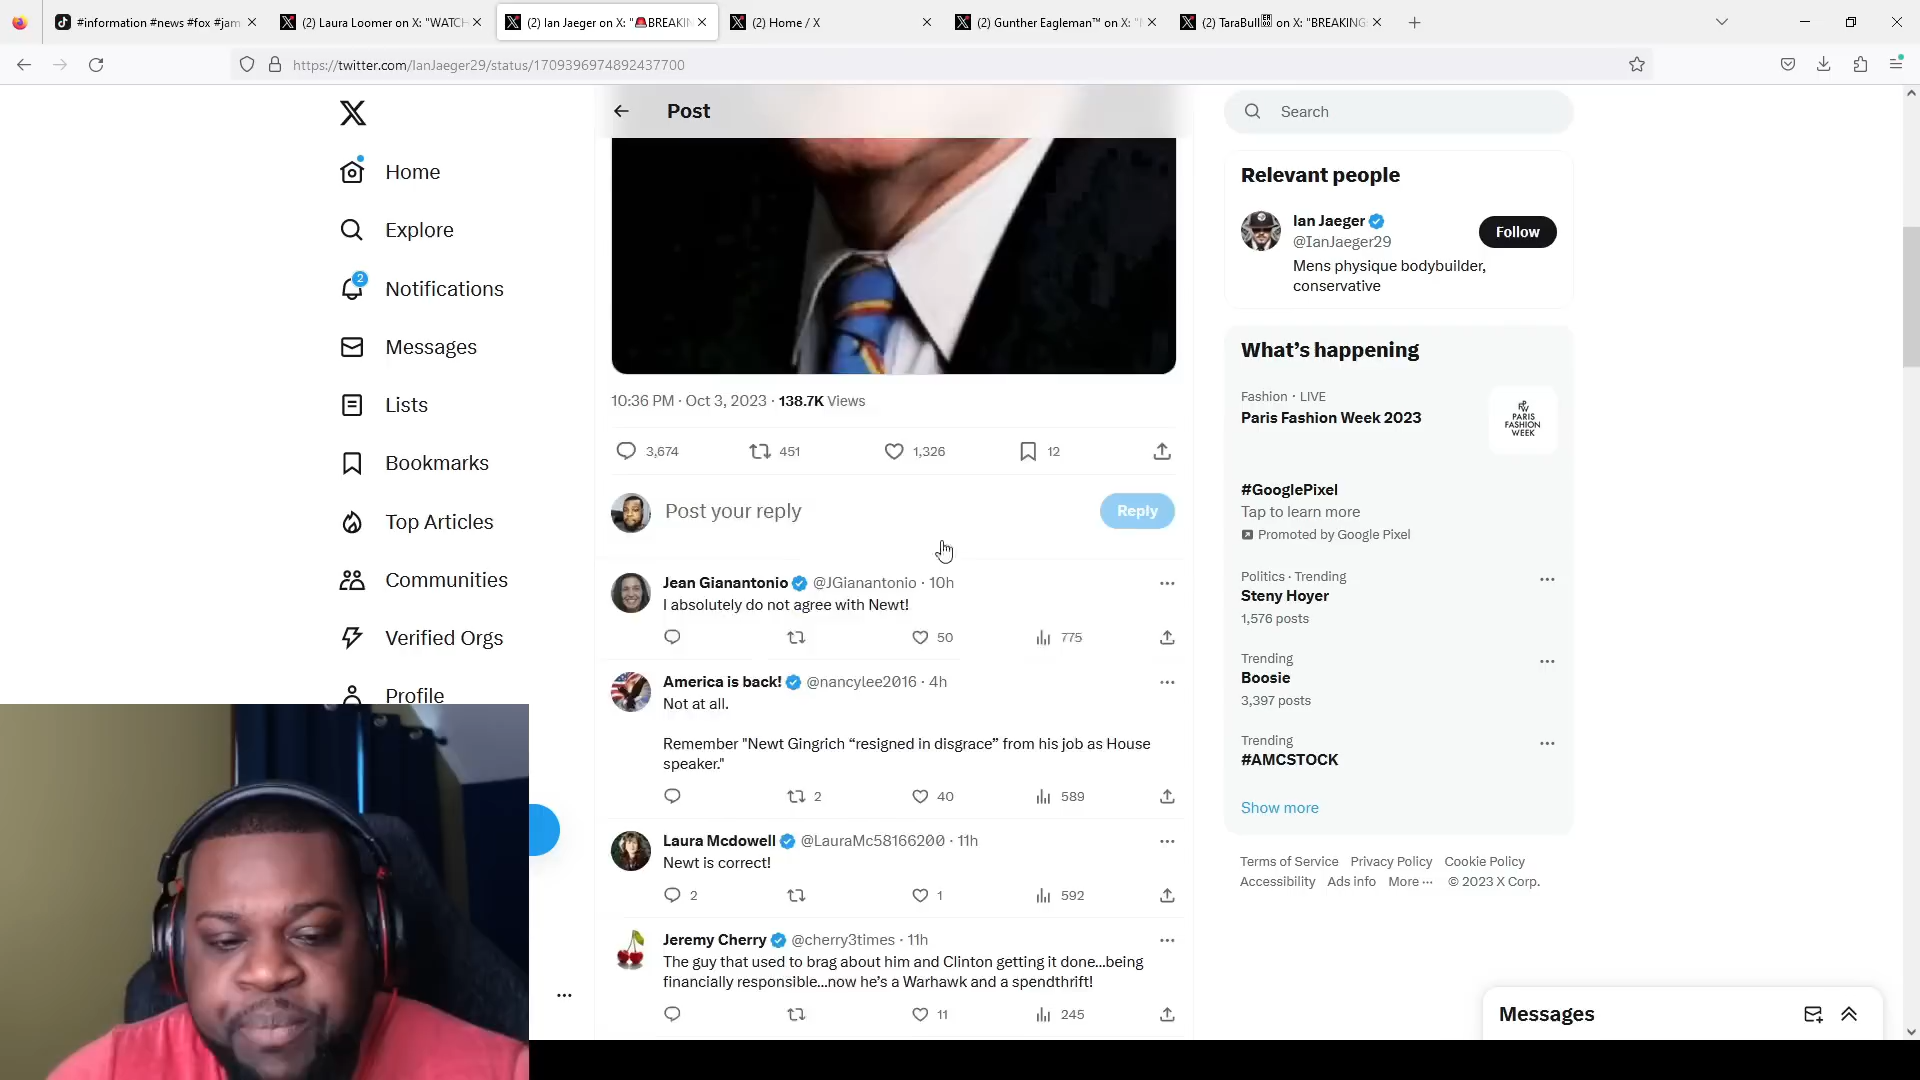 #information #news #fox #jam
(2) Laura Loomer on X: "WATCH
(2) Ian Jaeger on X: "🚨BREAKIN
(2) Home / X
(2) Gunther Eagleman™ on X: "
(2) TaraBull on X: "BREAKING:
https://twitter.com/IanJaeger29/status/1709396974892437700
Home
Explore
2
Notifications
Messages
Lists
Bookmarks
Top Articles
Communities
Verified Orgs
Profile
Post
10:36 PM · Oct 3, 2023 · 138.7K Views
3,674 451 1,326 12
Post your reply
Reply
Jean Gianantonio @JGianantonio · 10h
I absolutely do not agree with Newt!
50 775
America is back! @nancylee2016 · 4h
Not at all.
Remember "Newt Gingrich “resigned in disgrace” from his job as House
speaker."
2 40 589
Laura Mcdowell @LauraMc58166200 · 11h
Newt is correct!
2 1 592
Jeremy Cherry @cherry3times · 11h
The guy that used to brag about him and Clinton getting it done...being
financially responsible...now he’s a Warhawk and a spendthrift!
11 245
Search
Relevant people
Ian Jaeger
@IanJaeger29
Follow
Mens physique bodybuilder,
conservative
What’s happening
Fashion · LIVE
Paris Fashion Week 2023
PARIS
FASHION
WEEK
#GooglePixel
Tap to learn more
Promoted by Google Pixel
Politics · Trending
Steny Hoyer
1,576 posts
Trending
Boosie
3,397 posts
Trending
#AMCSTOCK
Show more
Terms of Service Privacy Policy Cookie Policy
Accessibility Ads info More ··· © 2023 X Corp.
Messages